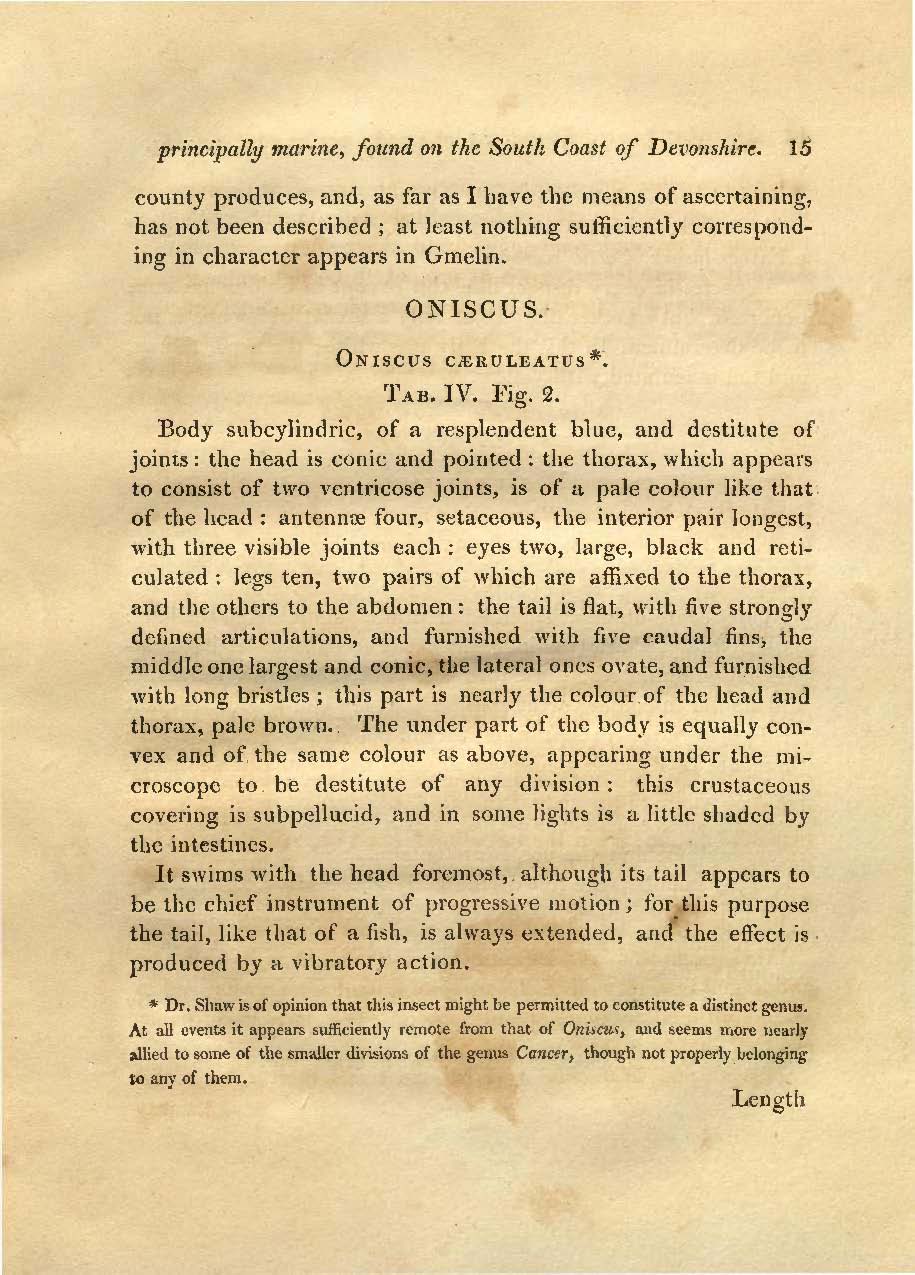 principally marine, found on the South Coast of Devonshire. 15
county produces, and, as far as I have the means of ascertaining,
has not been described ; at least nothing sufficiently correspond-
ing in character appears in Gmelin.
ONISCUS.
ONISCUS CÆRULEATUS*.
TAB. IV. Fig. 2.
Body subcylindric, of a resplendent blue, and destitute of
joints : the head is conic and pointed : the thorax, which appears
to consist of two ventricose joints, is of a pale colour like that
of the head : antennæ four, setaceous, the interior pair longest,
with three visible joints each : eyes two, large, black and reti-
culated : legs ten, two pairs of which are affixed to the thorax,
and the others to the abdomen : the tail is flat, with five strongly
defined articulations, and furnished with five caudal fins, the
middle one largest and conic, the lateral ones ovate, and furnished
with long bristles ; this part is nearly the colour of the head and
thorax, pale brown. The under part of the body is equally con-
vex and of the same colour as above, appearing under the mi-
croscope to be destitute of any division : this crustaceous
covering is subpellucid, and in some lights is a little shaded by
the intestines.
It swims with the head foremost, although its tail appears to
be the chief instrument of progressive motion ; for this purpose
the tail, like that of a fish, is always extended, and the effect is
produced by a vibratory action.
* Dr. Shaw is of opinion that this insect might be permitted to constitute a distinct genus.
At all events it appears sufficiently remote from that of Oniscus, and seems more nearly
allied to some of the smaller divisions of the genus Cancer, though not properly belonging
to any of them.
Length